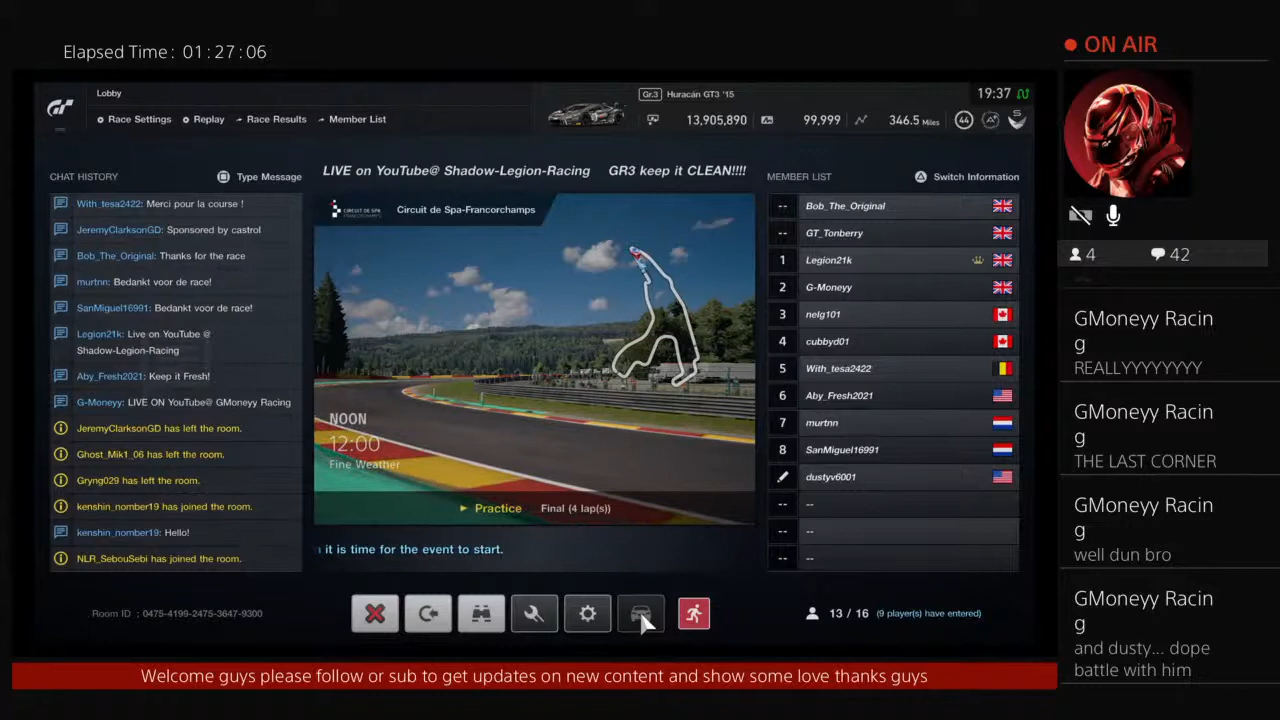 Elapsed Time: 01:27:06
ON AIR
Lobby
Gr.3 Huracán GT3 '15
19:37
Race Settings Replay Race Results Member List
13,905,890 99,999 346.5 Miles 44
CHAT HISTORY Type Message
LIVE on YouTube@ Shadow-Legion-Racing GR3 keep it CLEAN!!!!
MEMBER LIST Switch Information
With_tesa2422: Merci pour la course !
JeremyClarksonGD: Sponsored by castrol
Bob_The_Original: Thanks for the race
murtnn: Bedankt voor de race!
SanMiguel16991: Bedankt voor de race!
Legion21k: Live on YouTube @
Shadow-Legion-Racing
Aby_Fresh2021: Keep it Fresh!
G-Moneyy: LIVE ON YouTube@ GMoneyy Racing
JeremyClarksonGD has left the room.
Ghost_Mik1_06 has left the room.
Gryng029 has left the room.
kenshin_nomber19 has joined the room.
kenshin_nomber19: Hello!
NLR_SebouSebi has joined the room.
CIRCUIT DE SPA
FRANCORCHAMPS
Circuit de Spa-Francorchamps
NOON
12:00
Fine Weather
Practice Final (4 lap(s))
it is time for the event to start.
-- Bob_The_Original
-- GT_Tonberry
1 Legion21k
2 G-Moneyy
3 nelg101
4 cubbyd01
5 With_tesa2422
6 Aby_Fresh2021
7 murtnn
8 SanMiguel16991
dustyv6001
-- --
-- --
-- --
Room ID : 0475-4199-2475-3647-9300
13 / 16 (9 player(s) have entered)
Welcome guys please follow or sub to get updates on new content and show some love thanks guys
4 42
GMoneyy Racin
g
REALLYYYYYYYY
GMoneyy Racin
g
THE LAST CORNER
GMoneyy Racin
g
well dun bro
GMoneyy Racin
g
and dusty... dope
battle with him